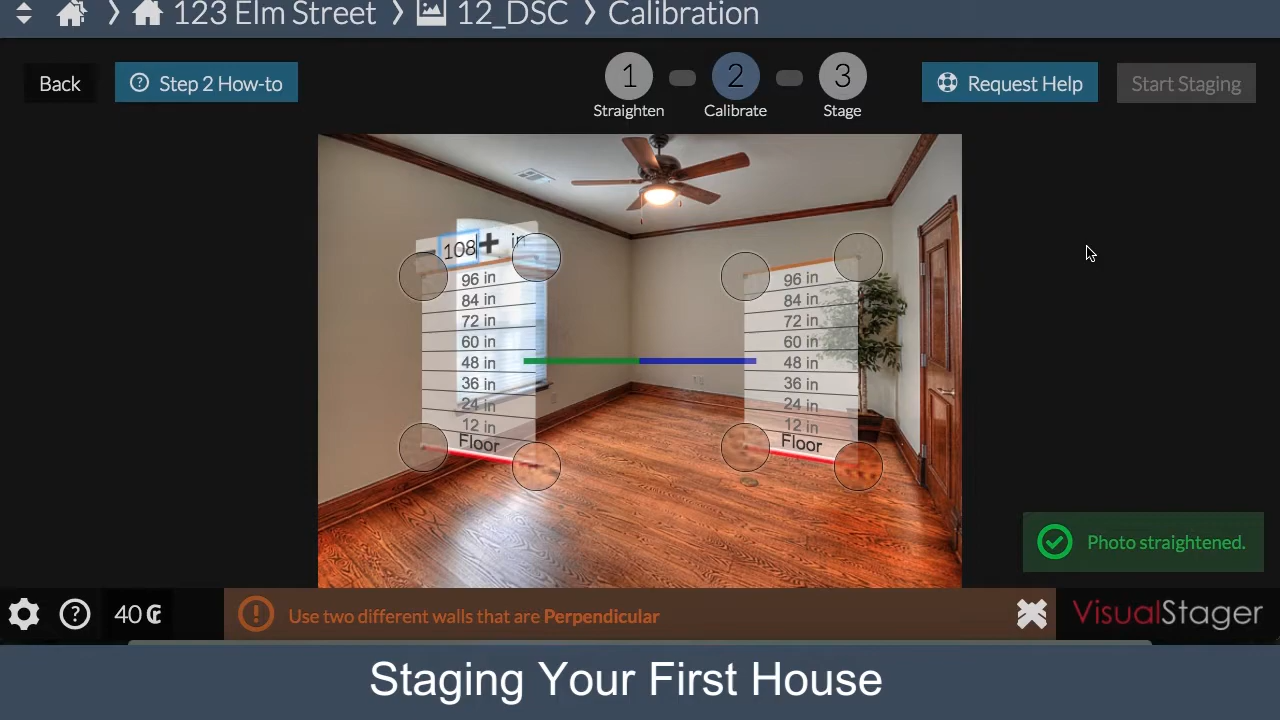 123 Elm Street 12_DSC Calibration
Back
Step 2 How-to
1 2 3
Straighten Calibrate Stage
Request Help
Start Staging
108 in
96 in
84 in
72 in
60 in
48 in
36 in
24 in
12 in
Floor
96 in
84 in
72 in
60 in
48 in
36 in
24 in
12 in
Floor
Photo straightened.
40
Use two different walls that are Perpendicular
VisualStager
Staging Your First House